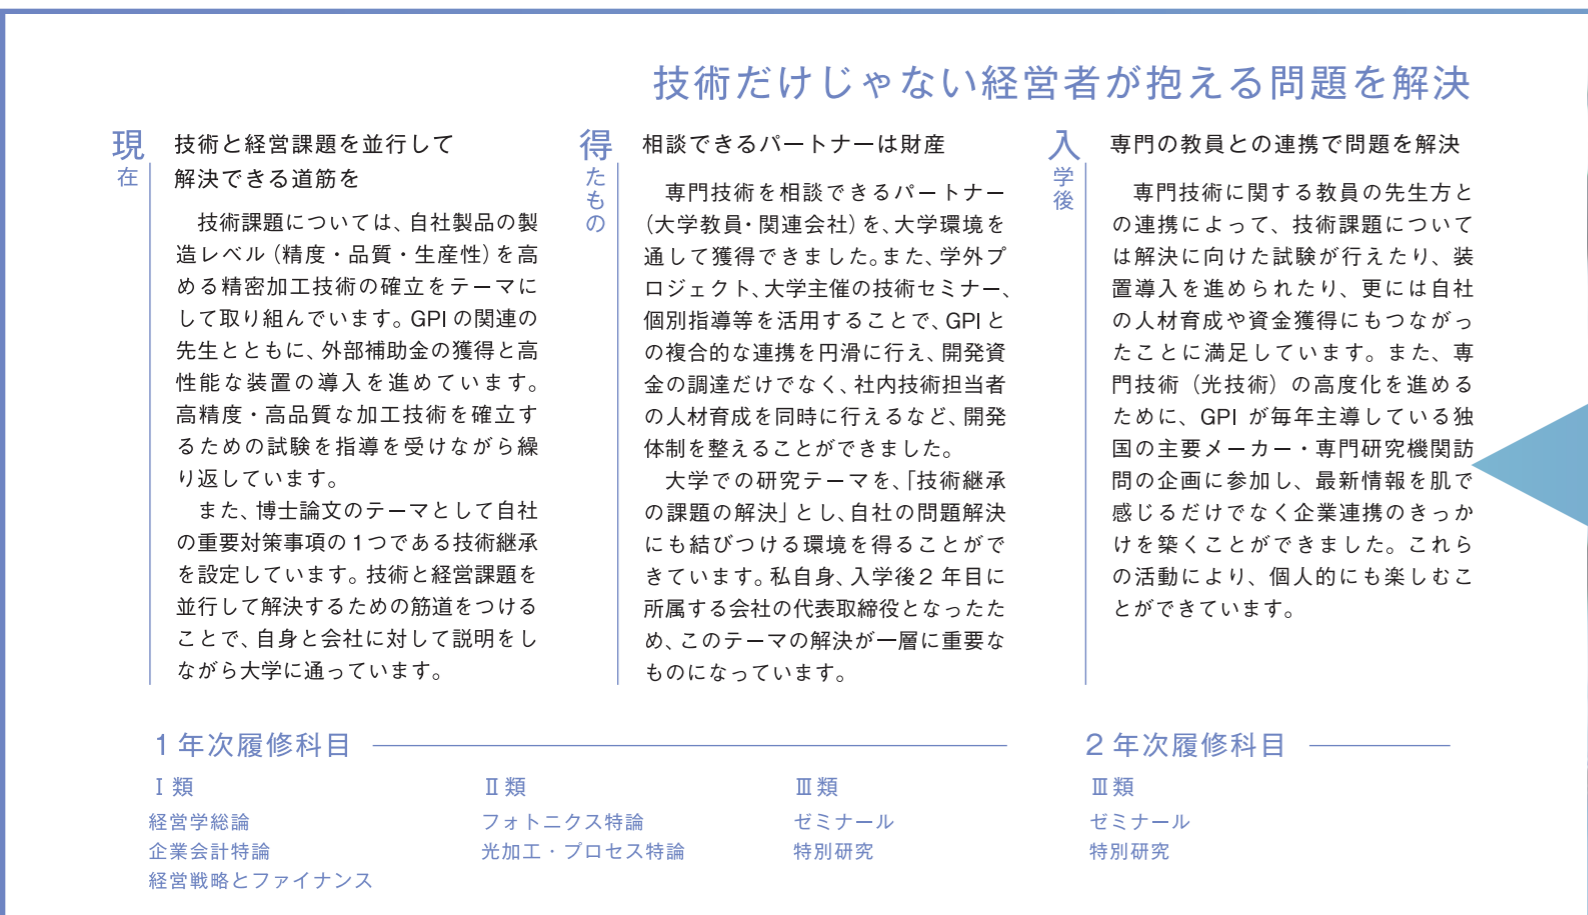 技術だけじゃない経営者が抱える問題を解決
現在
技術と経営課題を並行して
解決できる道筋を
技術課題については、自社製品の製
造レベル（精度・品質・生産性）を高
める精密加工技術の確立をテーマに
して取り組んでいます。GPIの関連の
先生とともに、外部補助金の獲得と高
性能な装置の導入を進めています。
高精度・高品質な加工技術を確立す
るための試験を指導を受けながら繰
り返しています。
また、博士論文のテーマとして自社
の重要対策事項の1つである技術継承
を設定しています。技術と経営課題を
並行して解決するための筋道をつける
ことで、自身と会社に対して説明をし
ながら大学に通っています。
得たもの
相談できるパートナーは財産
専門技術を相談できるパートナー
（大学教員・関連会社）を、大学環境を
通して獲得できました。また、学外プ
ロジェクト、大学主催の技術セミナー、
個別指導等を活用することで、GPIと
の複合的な連携を円滑に行え、開発資
金の調達だけでなく、社内技術担当者
の人材育成を同時に行えるなど、開発
体制を整えることができました。
大学での研究テーマを、「技術継承
の課題の解決」とし、自社の問題解決
にも結びつける環境を得ることがで
きています。私自身、入学後2年目に
所属する会社の代表取締役となったた
め、このテーマの解決が一層に重要な
ものになっています。
入学後
専門の教員との連携で問題を解決
専門技術に関する教員の先生方と
の連携によって、技術課題について
は解決に向けた試験が行えたり、装
置導入を進められたり、更には自社
の人材育成や資金獲得にもつながっ
たことに満足しています。また、専
門技術（光技術）の高度化を進める
ために、GPI が毎年主導している独
国の主要メーカー・専門研究機関訪
問の企画に参加し、最新情報を肌で
感じるだけでなく企業連携のきっか
けを築くことができました。これら
の活動により、個人的にも楽しむこ
とができています。
1年次履修科目
Ⅰ類
経営学総論
企業会計特論
経営戦略とファイナンス
Ⅱ類
フォトニクス特論
光加工・プロセス特論
Ⅲ類
ゼミナール
特別研究
2年次履修科目
Ⅲ類
ゼミナール
特別研究